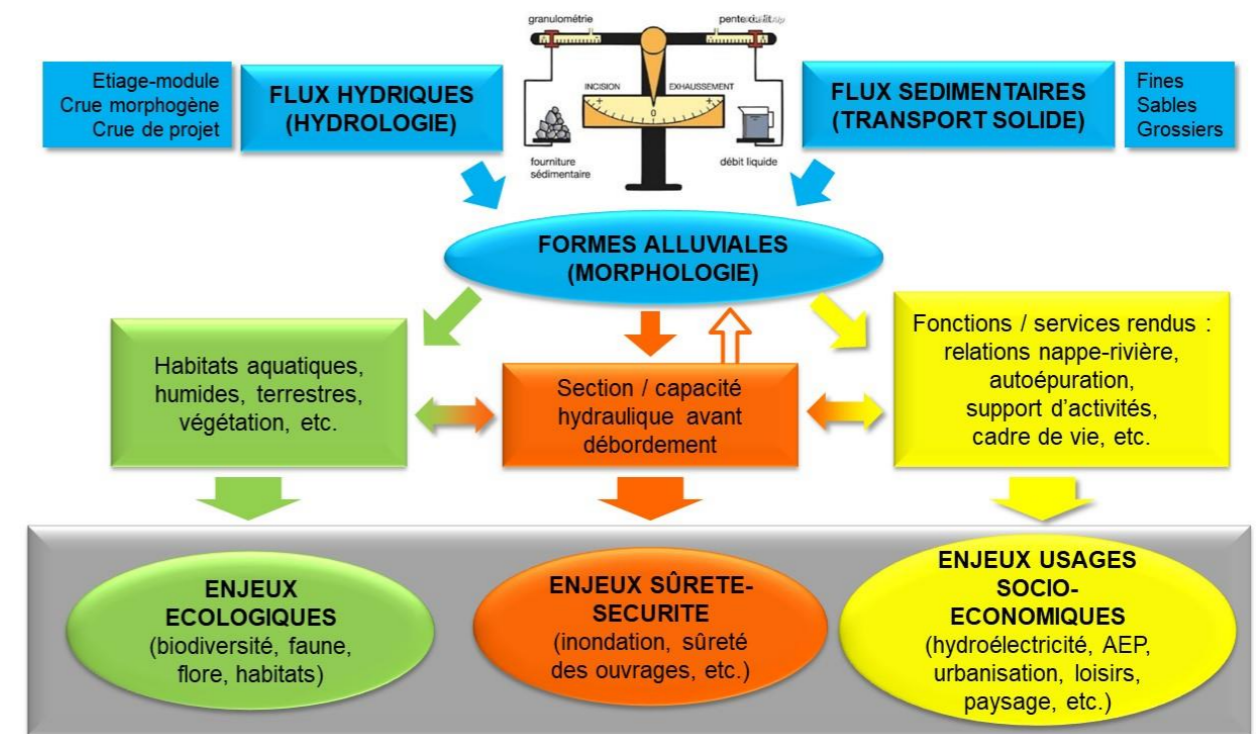 granulométrie
pente du lit
Etiage-module
Crue morphogène
Crue de projet
FLUX HYDRIQUES
(HYDROLOGIE)
INCISION
EXHAUSSEMENT
+
0
+
fourniture
sédimentaire
débit liquide
FLUX SEDIMENTAIRES
(TRANSPORT SOLIDE)
Fines
Sables
Grossiers
FORMES ALLUVIALES
(MORPHOLOGIE)
Habitats aquatiques,
humides, terrestres,
végétation, etc.
Section / capacité
hydraulique avant
débordement
Fonctions / services rendus :
relations nappe-rivière,
autoépuration,
support d’activités,
cadre de vie, etc.
ENJEUX
ECOLOGIQUES
(biodiversité, faune,
flore, habitats)
ENJEUX SÛRETE-
SECURITE
(inondation, sûreté
des ouvrages, etc.)
ENJEUX USAGES
SOCIO-
ECONOMIQUES
(hydroélectricité, AEP,
urbanisation, loisirs,
paysage, etc.)